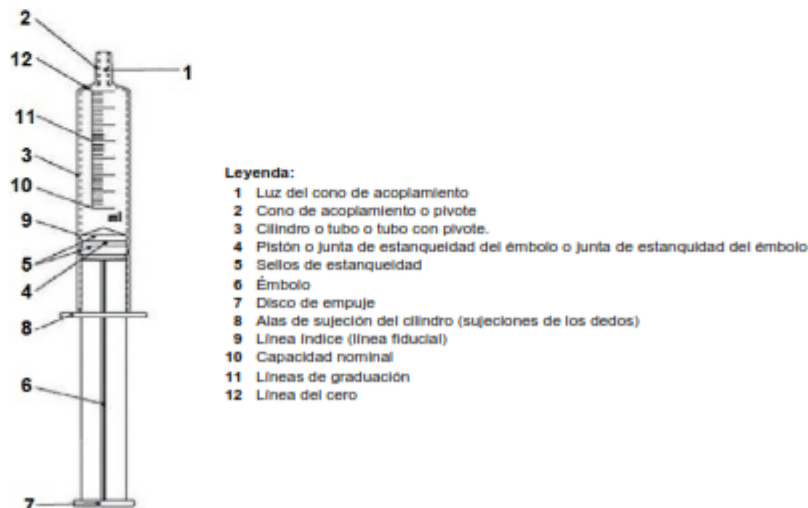 2
12
1
11
3
10
ml
9
5
4
8
6
7
Leyenda:
1 Luz del cono de acoplamiento
2 Cono de acoplamiento o pivote
3 Cilindro o tubo o tubo con pivote.
4 Pistón o junta de estanqueidad del émbolo o junta de estanquidad del émbolo
5 Sellos de estanqueidad
6 Émbolo
7 Disco de empuje
8 Alas de sujeción del cilindro (sujeciones de los dedos)
9 Línea índice (línea fiducial)
10 Capacidad nominal
11 Líneas de graduación
12 Línea del cero